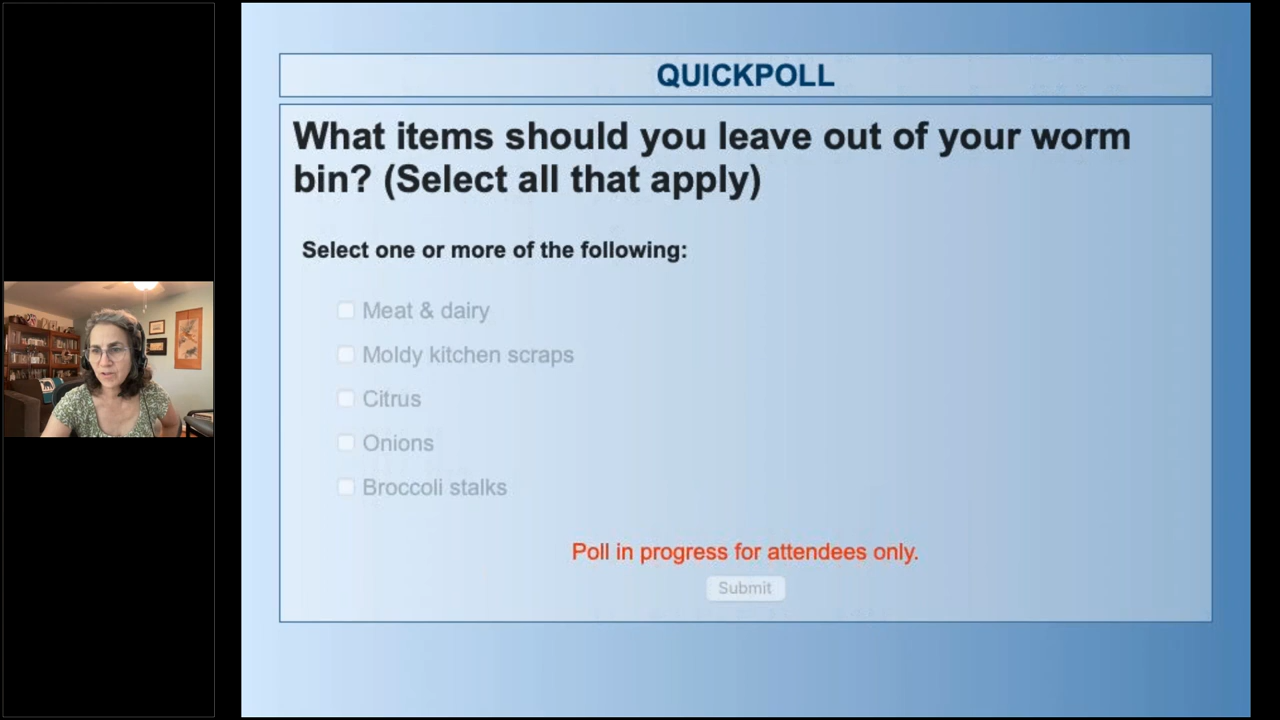 QUICKPOLL
What items should you leave out of your worm
bin? (Select all that apply)
Select one or more of the following:
Meat & dairy
Moldy kitchen scraps
Citrus
Onions
Broccoli stalks
Poll in progress for attendees only.
Submit